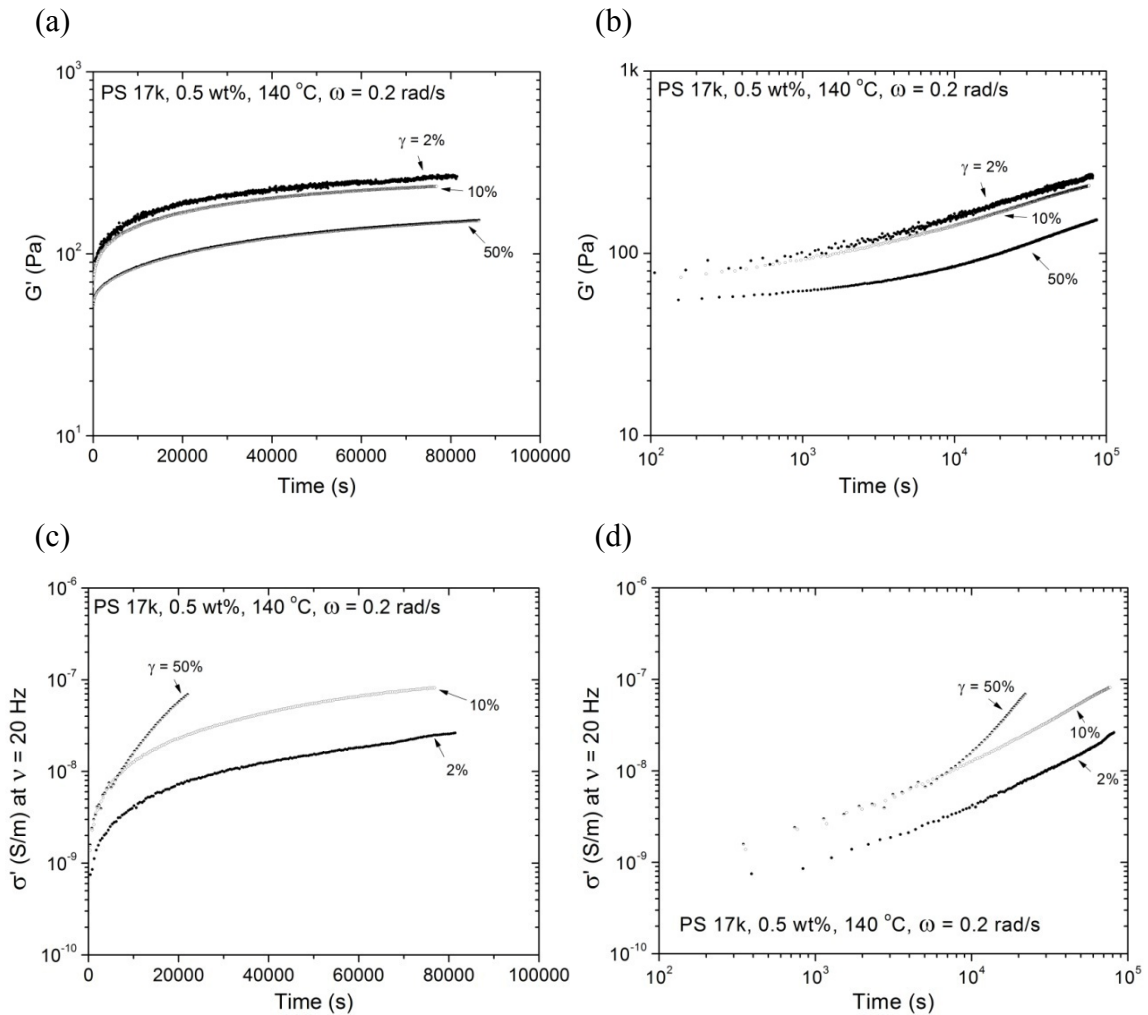 (a)
PS 17k, 0.5 wt%, 140 °C, ω = 0.2 rad/s
γ = 2%
10%
50%
10³
10²
10¹
G' (Pa)
0 20000 40000 60000 80000 100000
Time (s)
(b)
PS 17k, 0.5 wt%, 140 °C, ω = 0.2 rad/s
γ = 2%
10%
50%
1k
100
10
G' (Pa)
10² 10³ 10⁴ 10⁵
Time (s)
(c)
PS 17k, 0.5 wt%, 140 °C, ω = 0.2 rad/s
γ = 50%
10%
2%
10⁻⁶
10⁻⁷
10⁻⁸
10⁻⁹
10⁻¹⁰
σ' (S/m) at ν = 20 Hz
0 20000 40000 60000 80000 100000
Time (s)
(d)
γ = 50%
10%
2%
PS 17k, 0.5 wt%, 140 °C, ω = 0.2 rad/s
10⁻⁶
10⁻⁷
10⁻⁸
10⁻⁹
10⁻¹⁰
σ' (S/m) at ν = 20 Hz
10² 10³ 10⁴ 10⁵
Time (s)